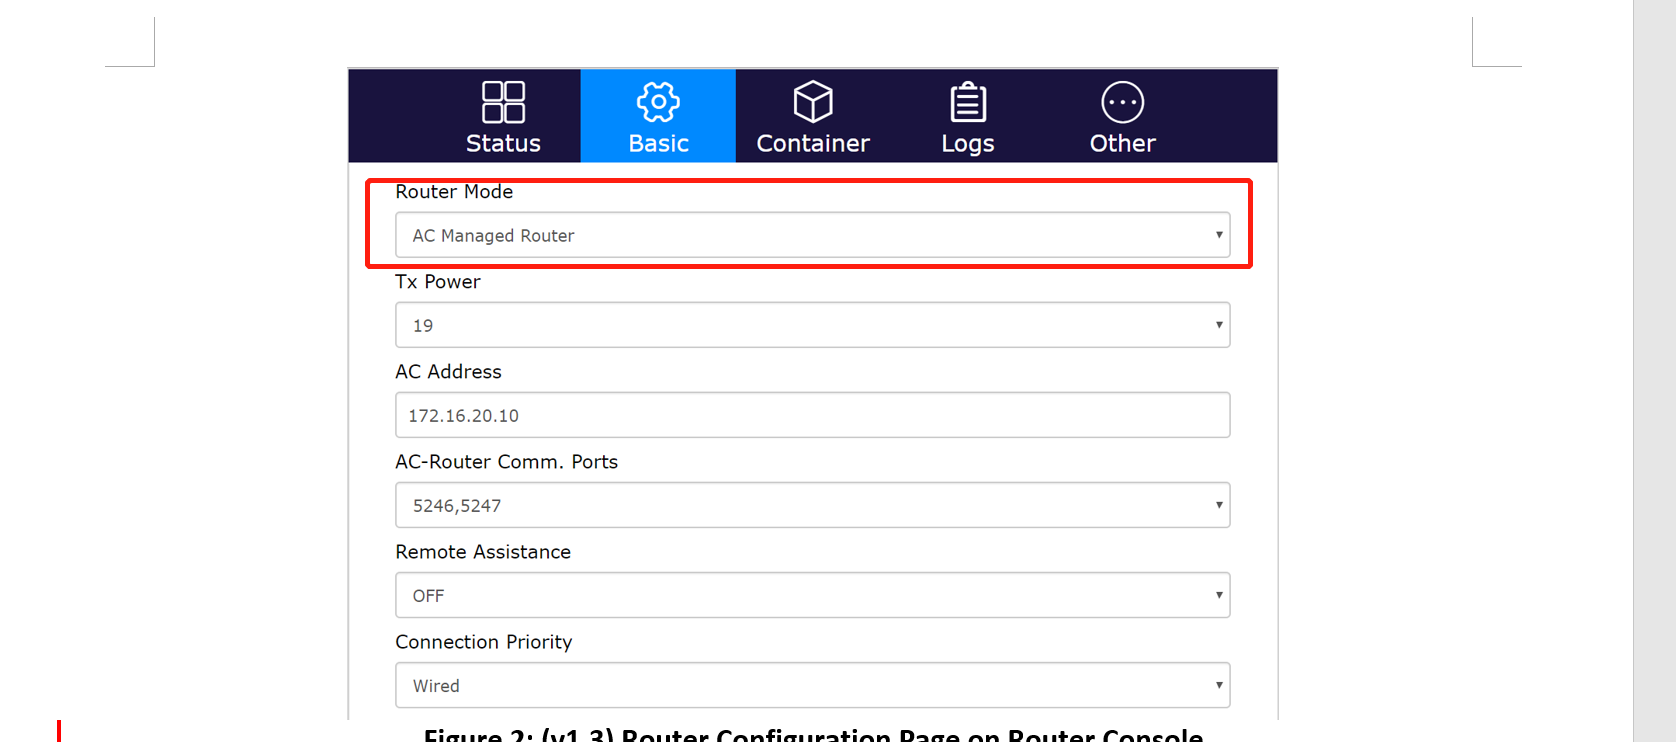 Status Basic Container Logs Other
Router Mode
AC Managed Router
Tx Power
19
AC Address
172.16.20.10
AC-Router Comm. Ports
5246,5247
Remote Assistance
OFF
Connection Priority
Wired
Figure 2: (v1.3) Router Configuration Page on Router Console